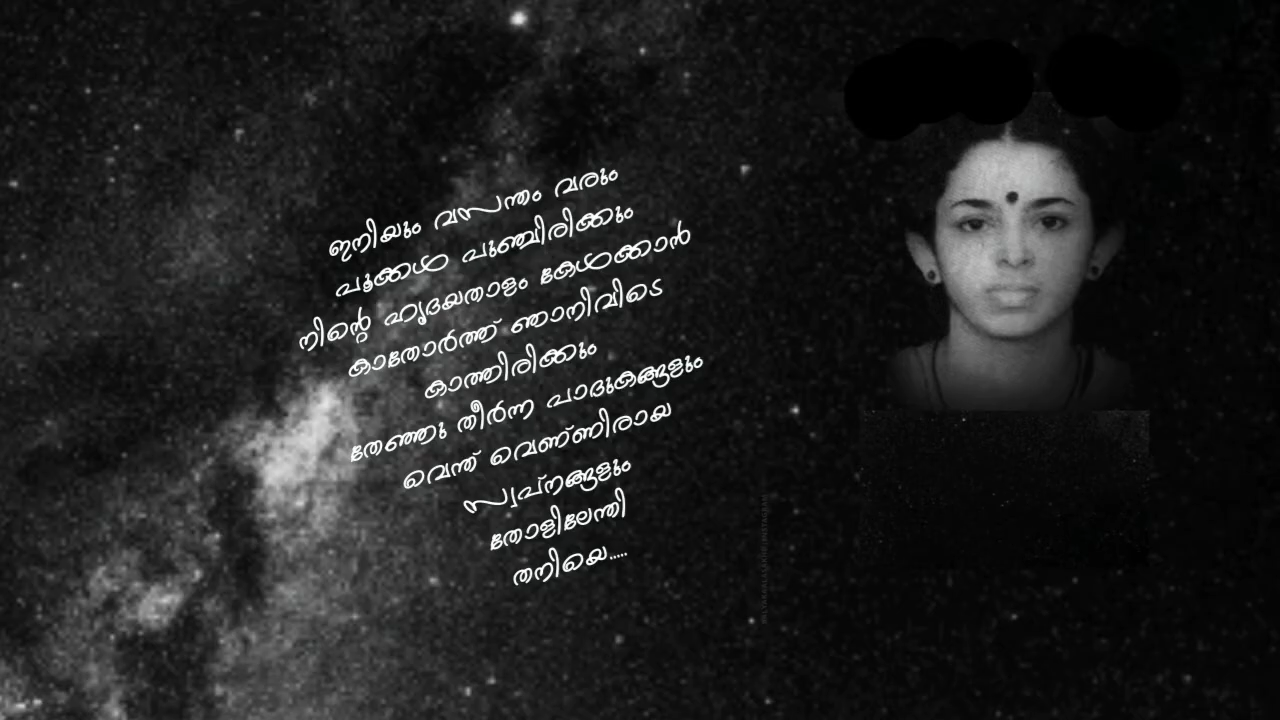 ഇനിയും വസന്തം വരും
പൂക്കൾ പുഞ്ചിരിക്കും
നിന്റെ ഹൃദയതാളം കേൾക്കാൻ
കാതോർത്ത് ഞാനിവിടെ
കാത്തിരിക്കും
തേഞ്ഞു തീർന്ന പാദുകങ്ങളും
വെന്ത് വെണ്ണിരായ
സ്വപ്നങ്ങളും
തോളിലേന്തി
തനിയെ.....